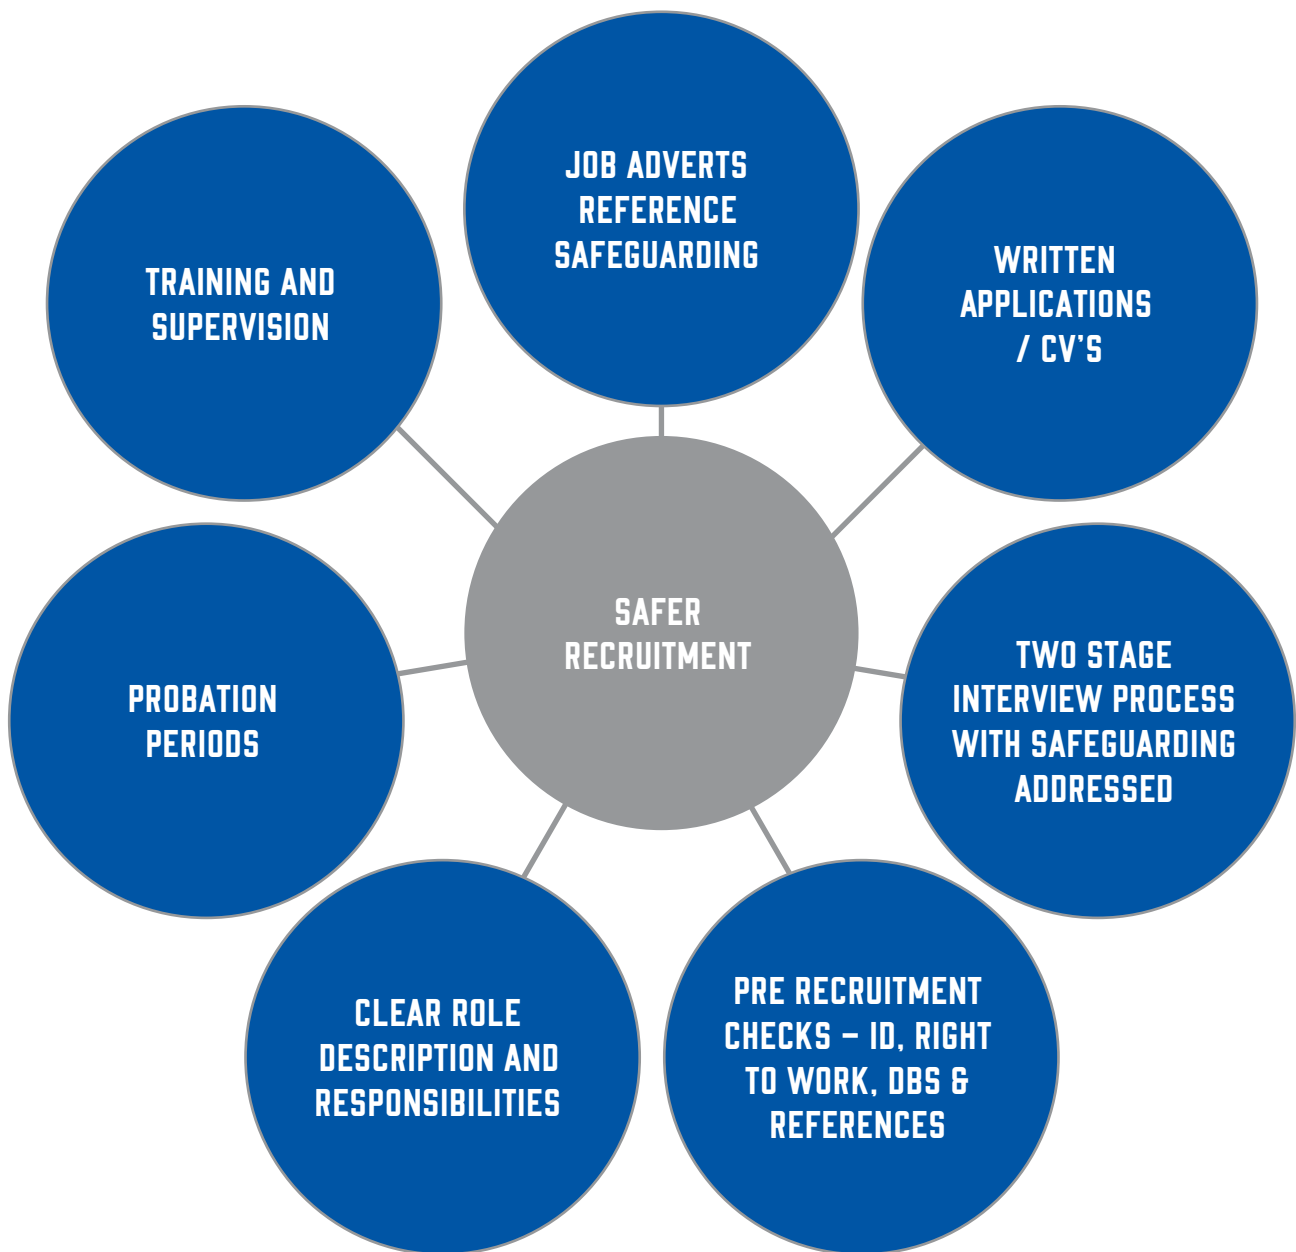 JOB ADVERTS
REFERENCE
SAFEGUARDING
WRITTEN
APPLICATIONS
/ CV'S
TWO STAGE
INTERVIEW PROCESS
WITH SAFEGUARDING
ADDRESSED
PRE RECRUITMENT
CHECKS – ID, RIGHT
TO WORK, DBS &
REFERENCES
CLEAR ROLE
DESCRIPTION AND
RESPONSIBILITIES
PROBATION
PERIODS
TRAINING AND
SUPERVISION
SAFER
RECRUITMENT